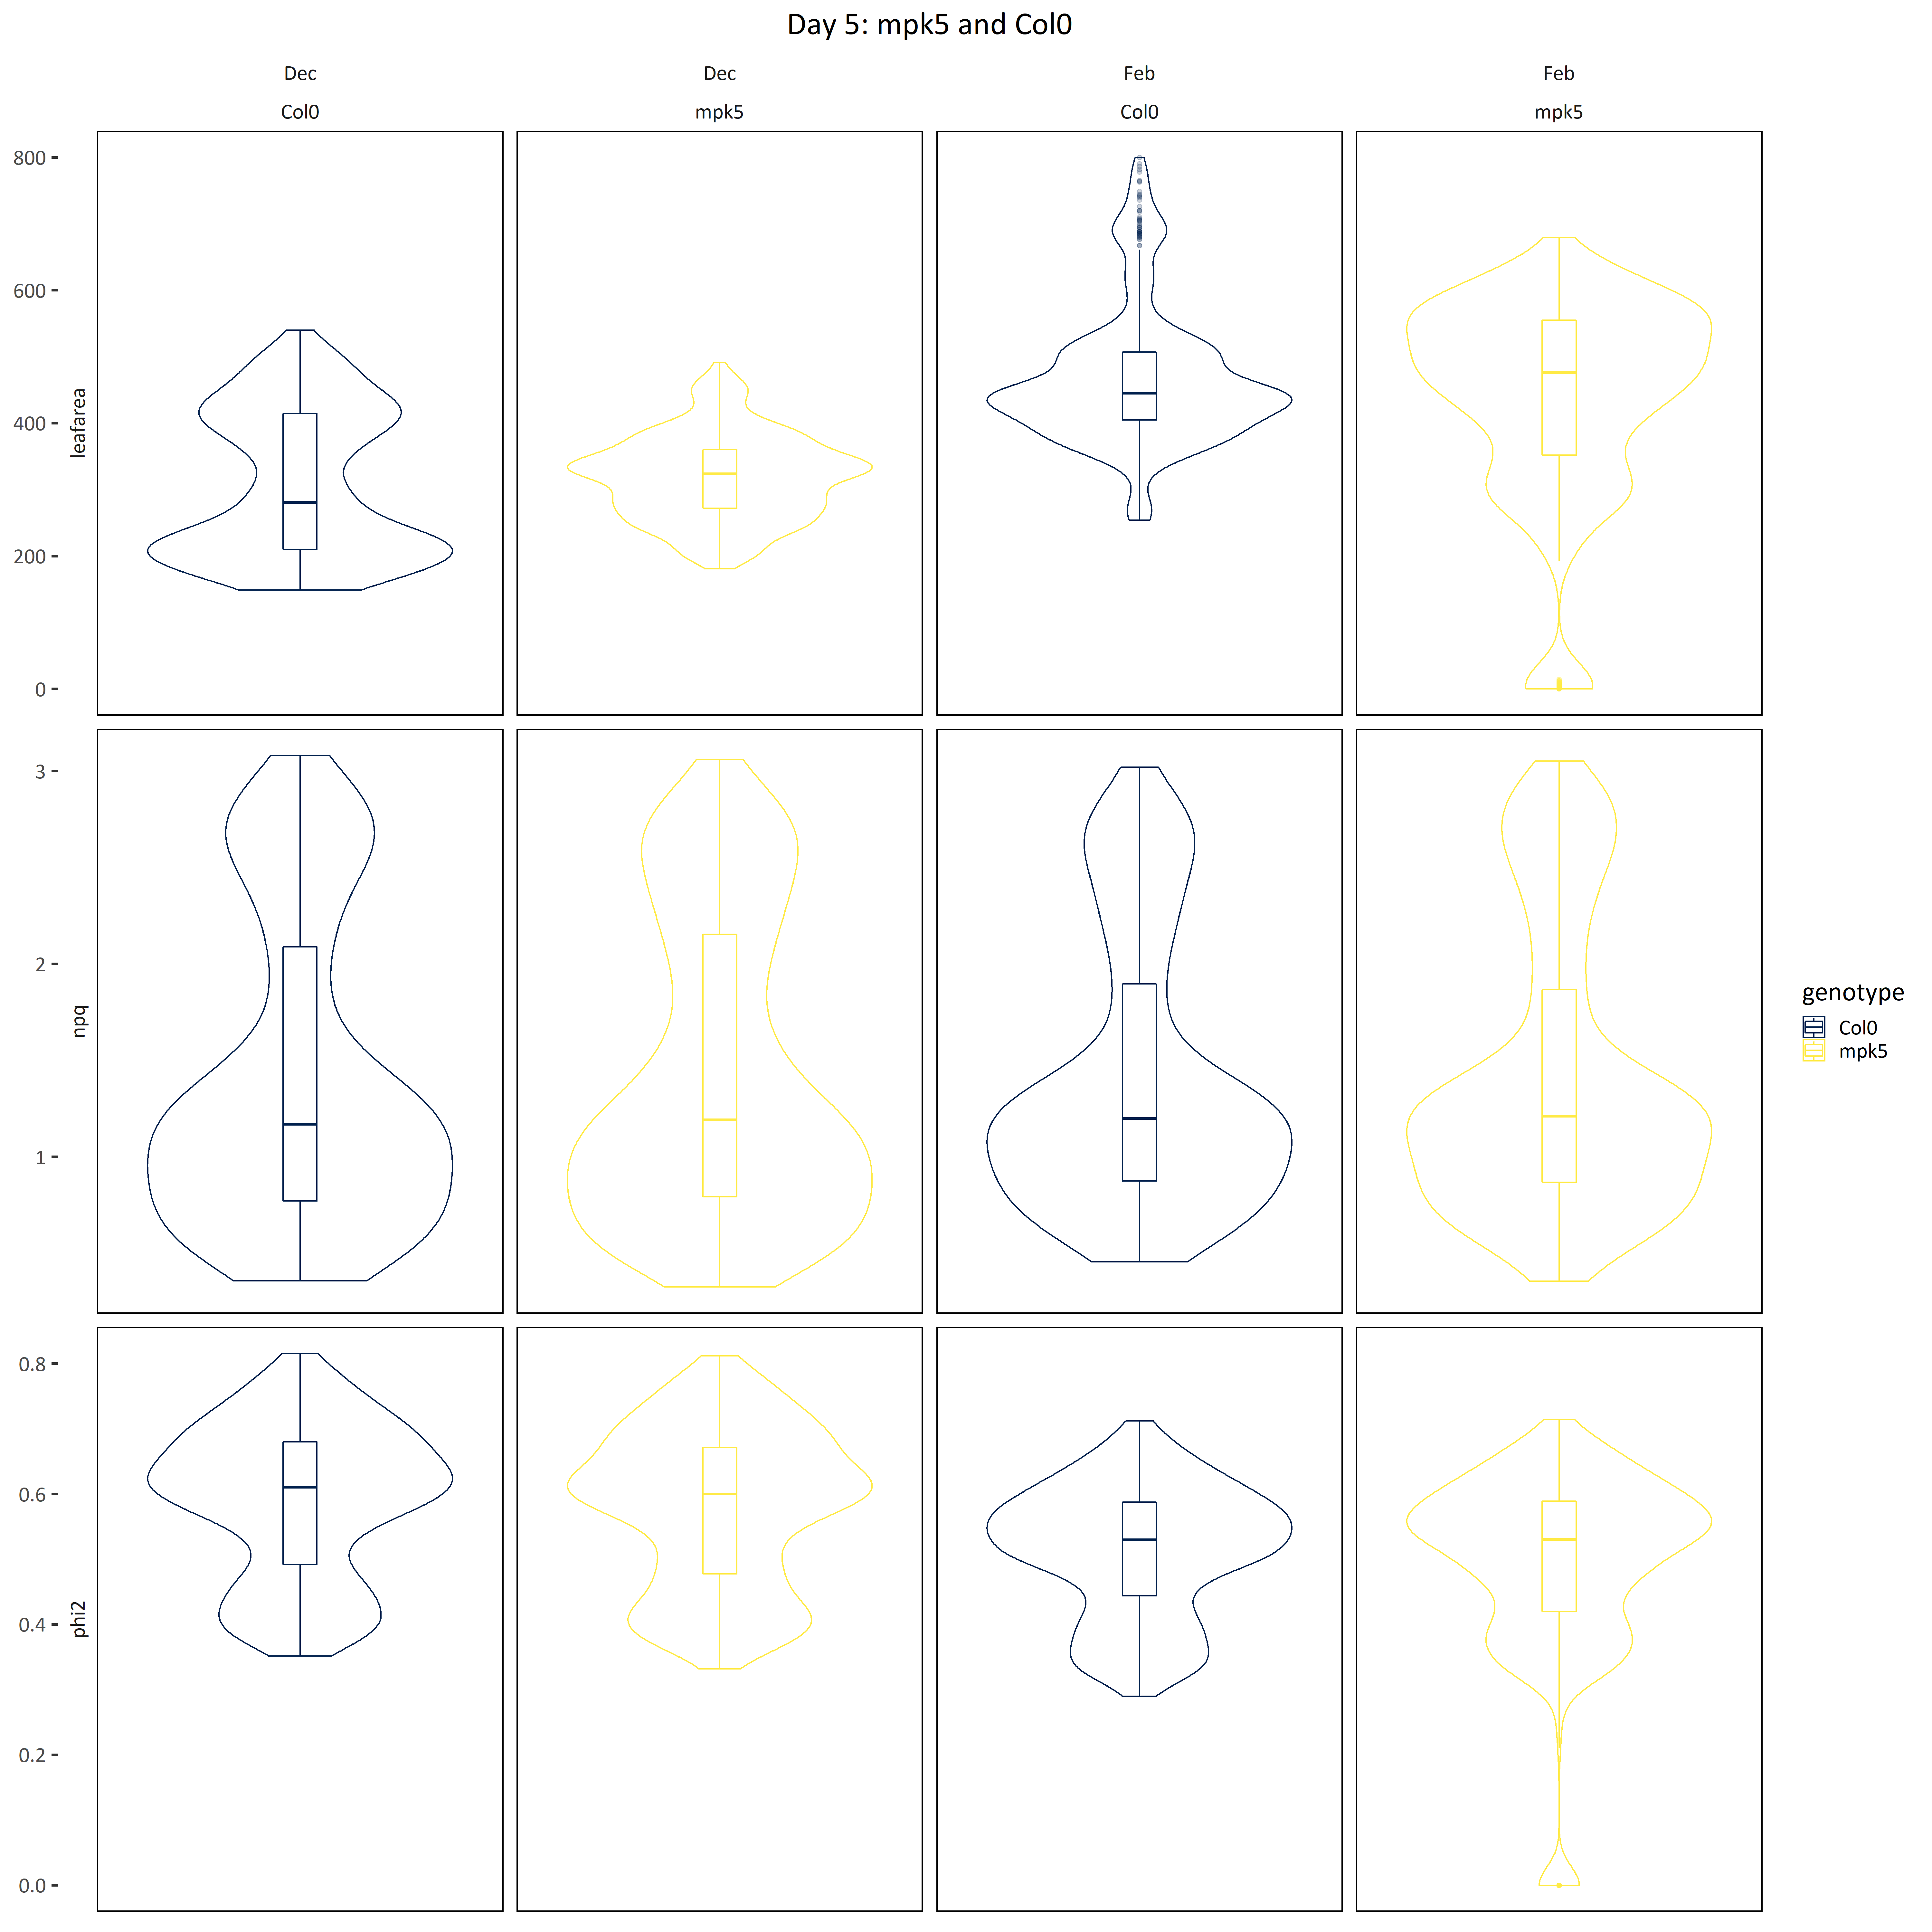 Day 5: mpk5 and Col0
Dec Dec Feb Feb
Col0 mpk5 Col0 mpk5
800
600
400
200
0
leafarea
3
2
1
npq
0.8
0.6
0.4
0.2
0.0
phi2
genotype
Col0
mpk5